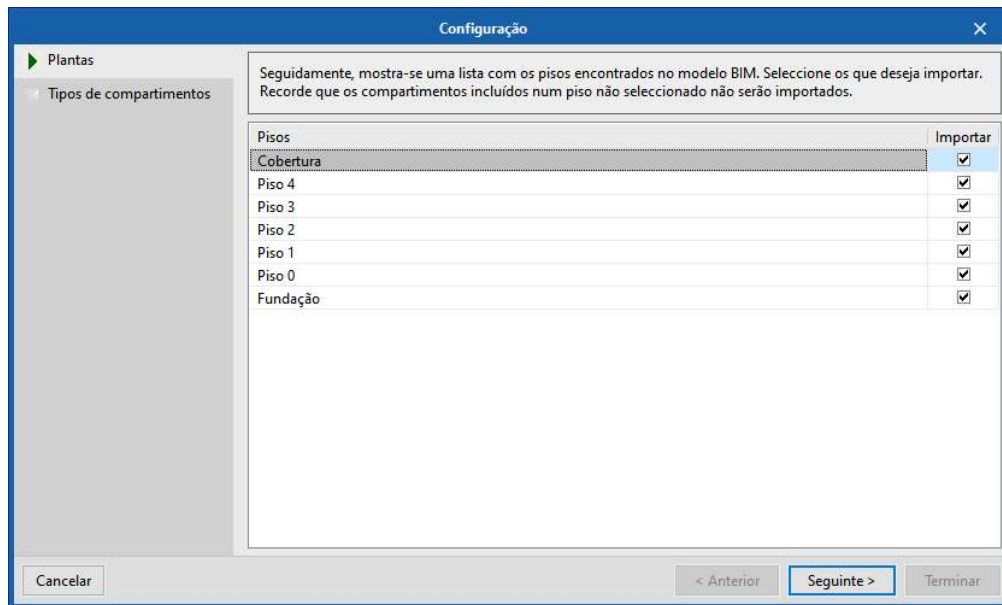 Configuração
Plantas
Tipos de compartimentos
Seguidamente, mostra-se uma lista com os pisos encontrados no modelo BIM. Seleccione os que deseja importar.
Recorde que os compartimentos incluídos num piso não seleccionado não serão importados.
Pisos Importar
Cobertura
Piso 4
Piso 3
Piso 2
Piso 1
Piso 0
Fundação
Cancelar < Anterior Seguinte > Terminar